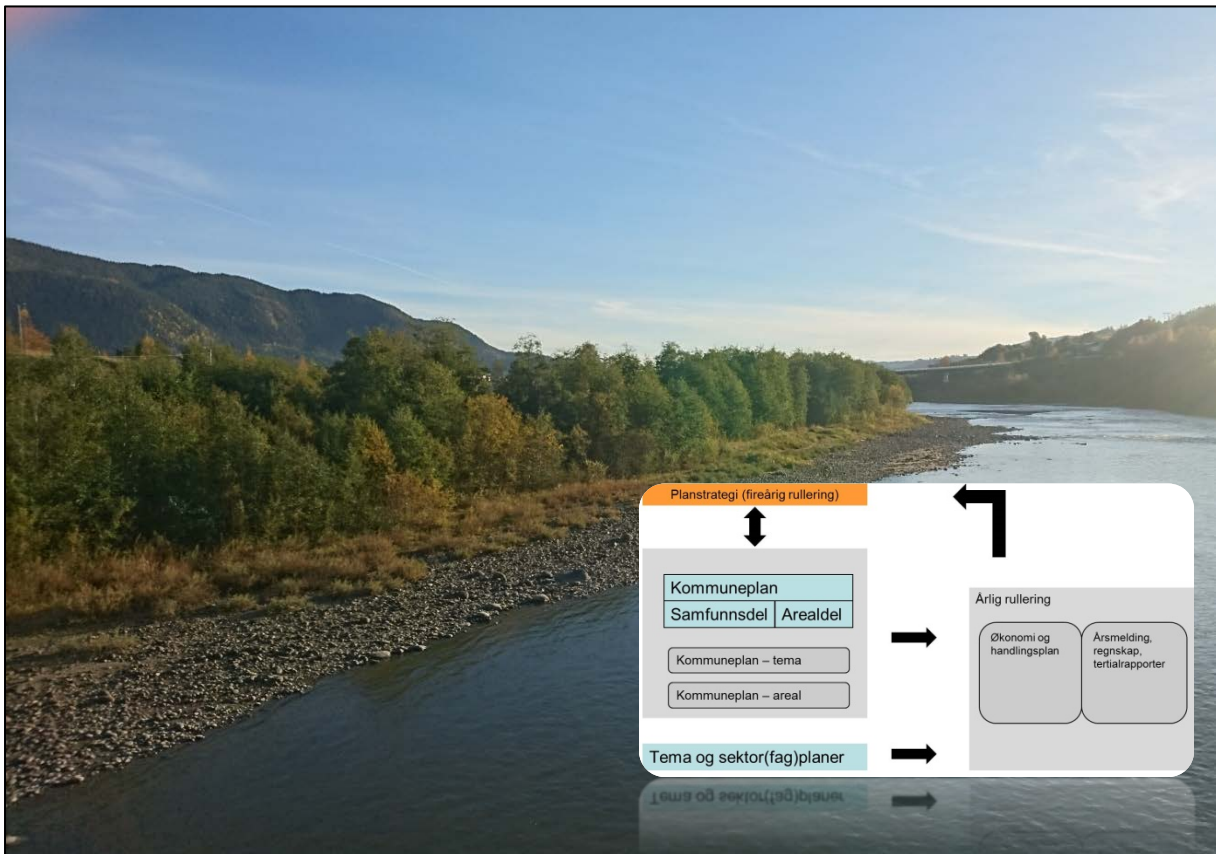 Planstrategi (fireårig rullering)
Kommuneplan
Samfunnsdel
Arealdel
Kommuneplan – tema
Kommuneplan – areal
Tema og sektor(fag)planer
Årlig rullering
Økonomi og
handlingsplan
Årsmelding,
regnskap,
tertialrapporter